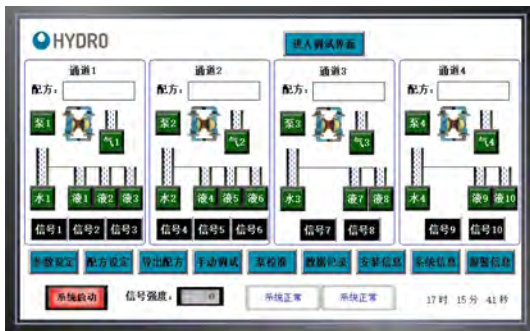 HYDRO
进入调试界面
通道1 通道2 通道3 通道4
配方: 配方: 配方: 配方:
泵1 气1 泵2 气2 泵3 气3 泵4 气4
水1 液1 液2 液3 水2 液4 液5 液6 水3 液7 液8 水4 液9 液10
信号1 信号2 信号3 信号4 信号5 信号6 信号7 信号8 信号9 信号10
参数设定 配方设定 导出配方 手动调试 泵校准 数据记录 安装信息 系统信息 报警信息
系统启动 信号强度: 0 系统正常 系统正常 17 时 15 分 41 秒